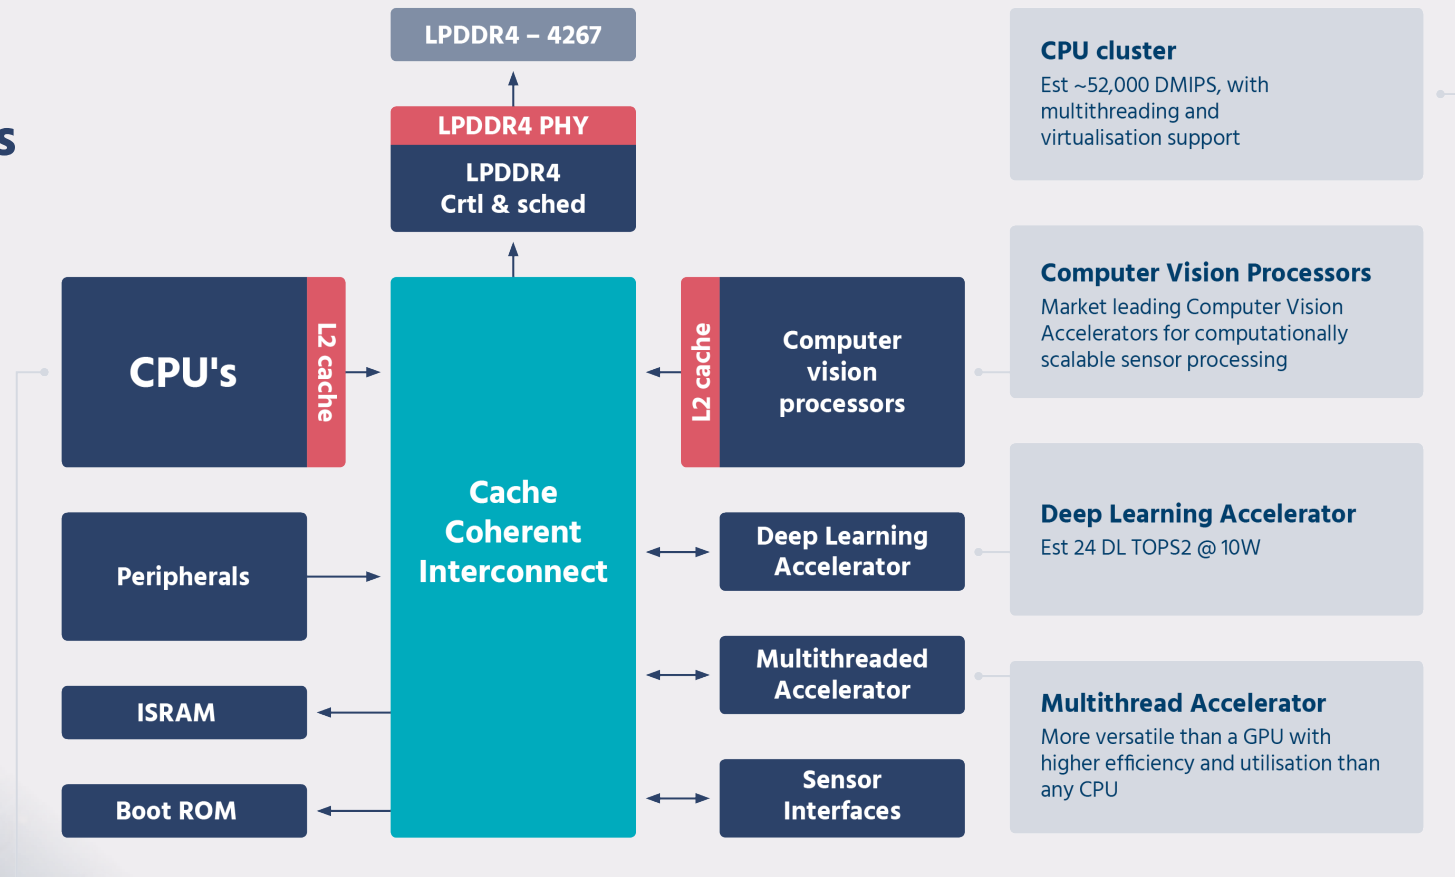 LPDDR4 – 4267
LPDDR4 PHY
LPDDR4
Crtl & sched
s
CPU's
L2 cache
Peripherals
ISRAM
Boot ROM
Cache
Coherent
Interconnect
L2 cache
Computer
vision
processors
Deep Learning
Accelerator
Multithreaded
Accelerator
Sensor
Interfaces
CPU cluster
Est ~52,000 DMIPS, with
multithreading and
virtualisation support
Computer Vision Processors
Market leading Computer Vision
Accelerators for computationally
scalable sensor processing
Deep Learning Accelerator
Est 24 DL TOPS2 @ 10W
Multithread Accelerator
More versatile than a GPU with
higher efficiency and utilisation than
any CPU